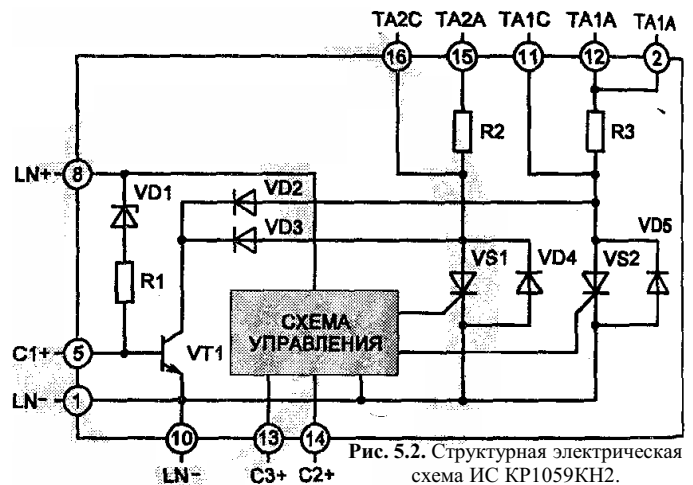 TA2C TA2A TA1C TA1A TA1A
16 15 11 12 2
R2 R3
LN+ 8
VD1 VD2
VD3 VD5
R1 VS1 VD4 VS2
СХЕМА
УПРАВЛЕНИЯ
C1+ 5 VT1
LN- 1
10 13 14
LN- C3+ C2+
Рис. 5.2. Структурная электрическая
схема ИС КР1059КН2.